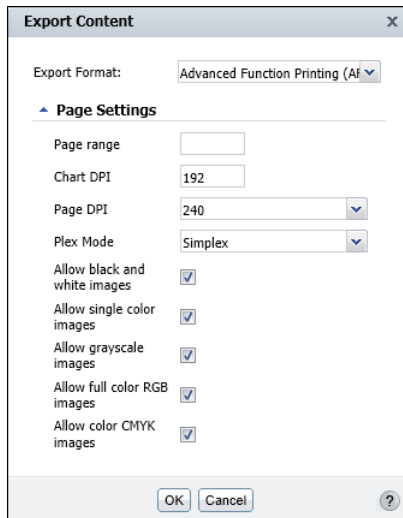 Export Content x
Export Format: Advanced Function Printing (AF
Page Settings
Page range
Chart DPI 192
Page DPI 240
Plex Mode Simplex
Allow black and
white images
Allow single color
images
Allow grayscale
images
Allow full color RGB
images
Allow color CMYK
images
OK Cancel ?